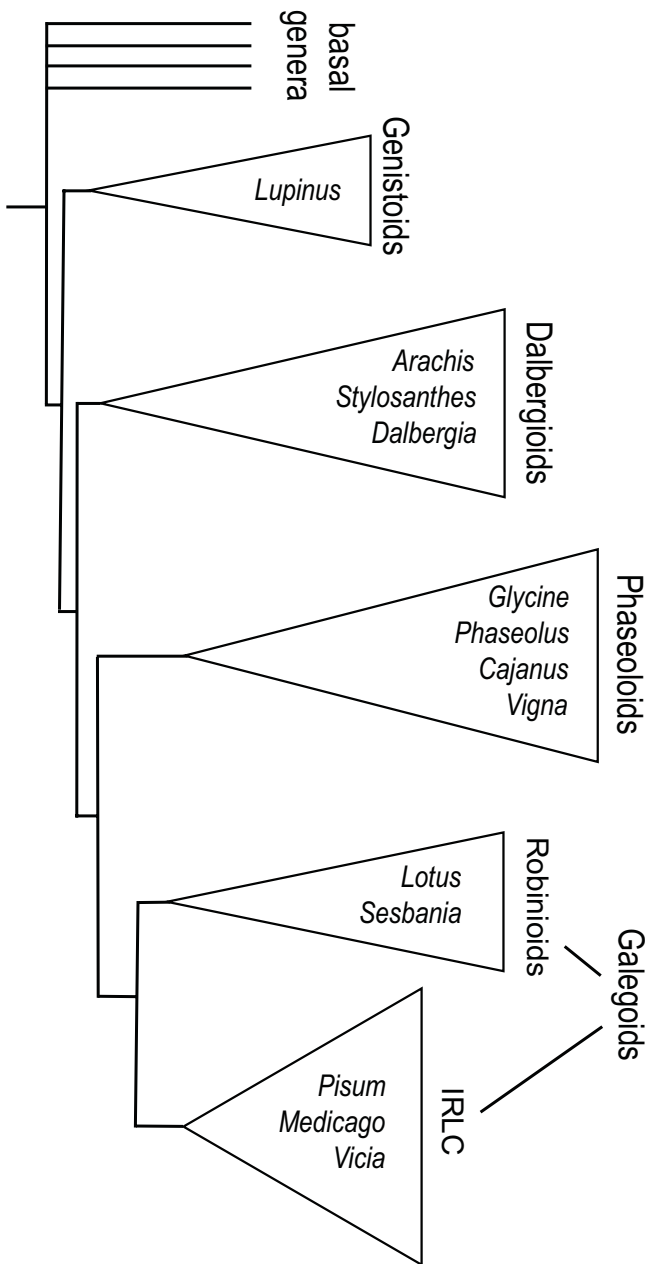 basal
genera
Genistoids
Lupinus
Dalbergioids
Arachis
Stylosanthes
Dalbergia
Phaseoloids
Glycine
Phaseolus
Cajanus
Vigna
Robinioids
Lotus
Sesbania
Galegoids
IRLC
Pisum
Medicago
Vicia